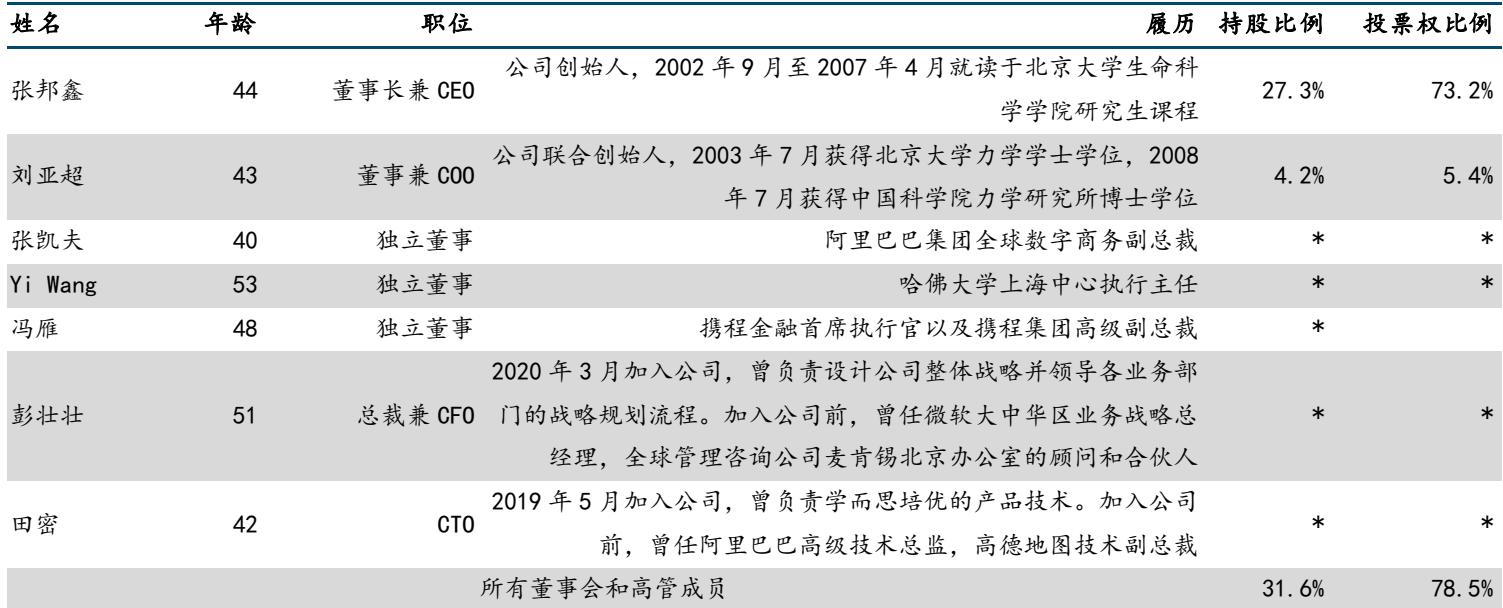 姓名 年龄 职位 履历 持股比例 投票权比例
公司创始人，2002 年 9 月至 2007 年 4 月就读于北京大学生命科
张邦鑫 44 董事长兼 CEO 27.3% 73.2%
学学院研究生课程
公司联合创始人，2003 年 7 月获得北京大学力学学士学位，2008
刘亚超 43 董事兼 COO 4.2% 5.4%
年 7 月获得中国科学院力学研究所博士学位
张凯夫 40 独立董事 阿里巴巴集团全球数字商务副总裁 * *
Yi Wang 53 独立董事 哈佛大学上海中心执行主任 * *
冯雁 48 独立董事 携程金融首席执行官以及携程集团高级副总裁 *
2020 年 3 月加入公司，曾负责设计公司整体战略并领导各业务部
彭壮壮 51 总裁兼 CFO 门的战略规划流程。加入公司前，曾任微软大中华区业务战略总 * *
经理，全球管理咨询公司麦肯锡北京办公室的顾问和合伙人
2019 年 5 月加入公司，曾负责学而思培优的产品技术。加入公司
田密 42 CTO * *
前，曾任阿里巴巴高级技术总监，高德地图技术副总裁
所有董事会和高管成员 31.6% 78.5%